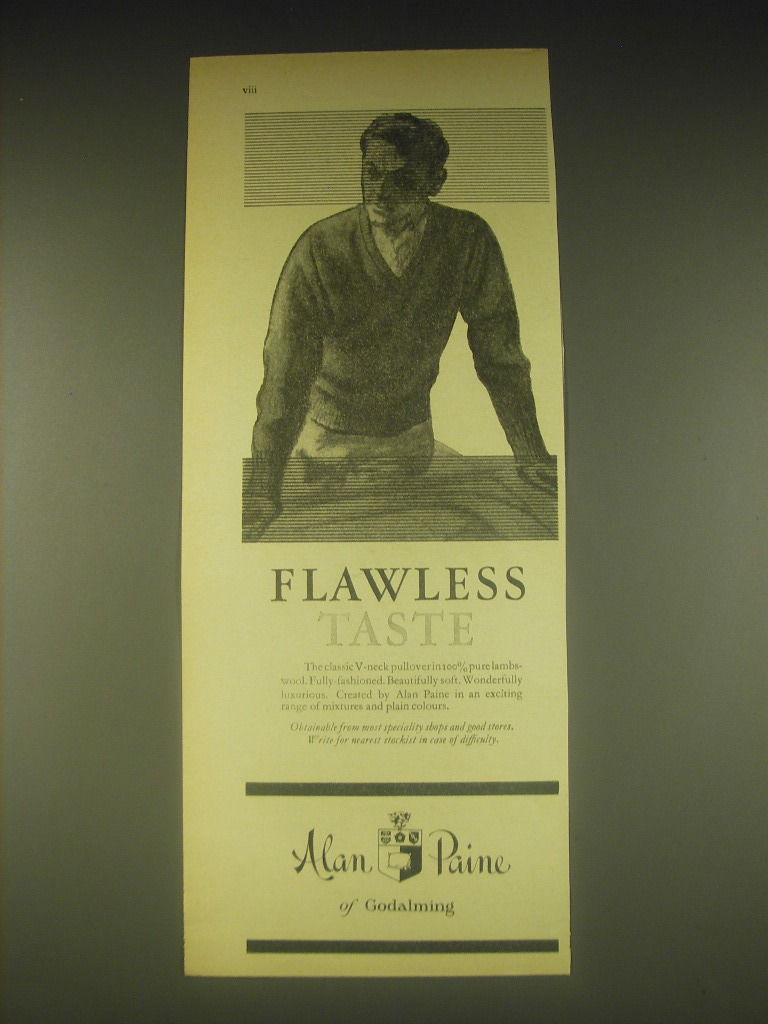 viii
FLAWLESS
TASTE
The classic V-neck pullover in 100% pure lambs-
wool. Fully-fashioned. Beautifully soft. Wonderfully
luxurious. Created by Alan Paine in an exciting
range of mixtures and plain colours.
Obtainable from most speciality shops and good stores.
Write for nearest stockist in case of difficulty.
Alan Paine
of Godalming